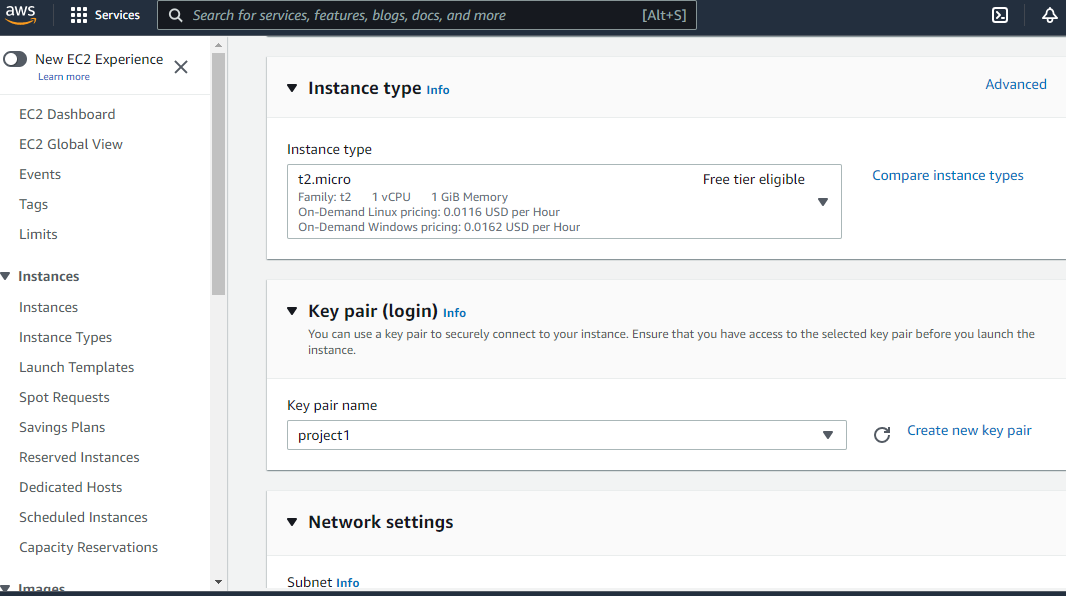 aws
Services
Search for services, features, blogs, docs, and more [Alt+S]
New EC2 Experience
Learn more
EC2 Dashboard
EC2 Global View
Events
Tags
Limits
Instances
Instances
Instance Types
Launch Templates
Spot Requests
Savings Plans
Reserved Instances
Dedicated Hosts
Scheduled Instances
Capacity Reservations
Images
Instance type Info
Advanced
Instance type
t2.micro Free tier eligible
Family: t2 1 vCPU 1 GiB Memory
On-Demand Linux pricing: 0.0116 USD per Hour
On-Demand Windows pricing: 0.0162 USD per Hour
Compare instance types
Key pair (login) Info
You can use a key pair to securely connect to your instance. Ensure that you have access to the selected key pair before you launch the
instance.
Key pair name
project1
Create new key pair
Network settings
Subnet Info